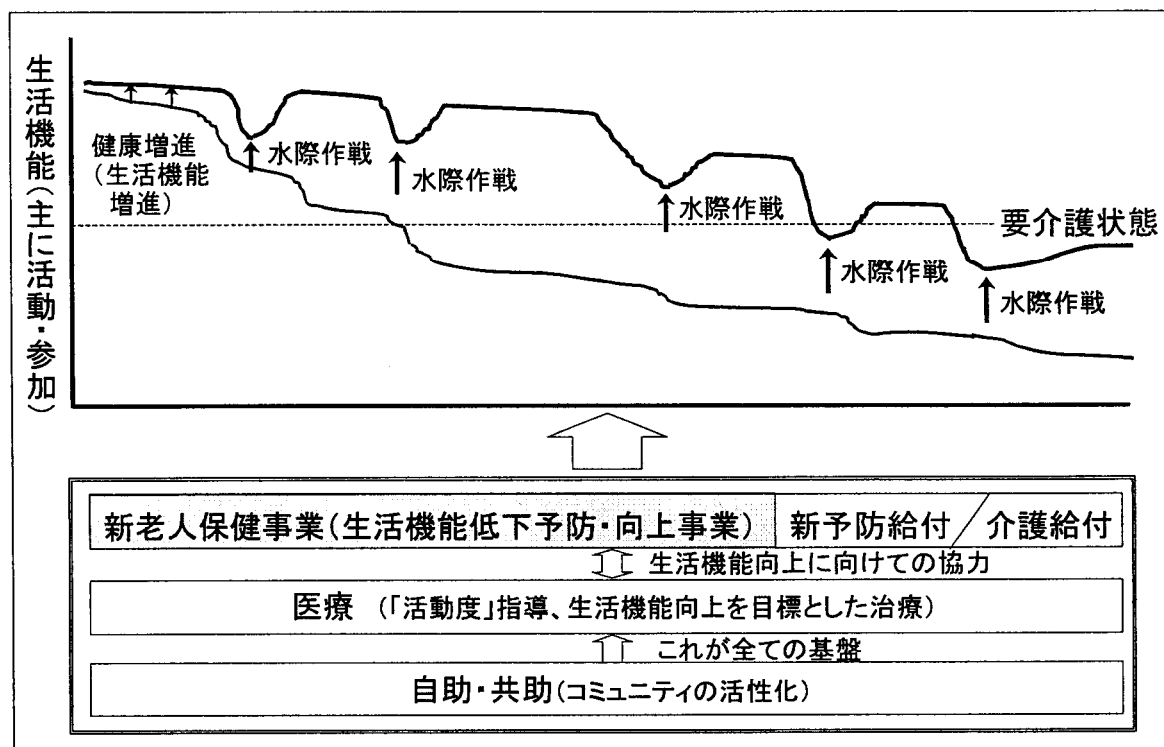 生活機能(主に活動・参加)
健康増進
(生活機能
増進)
水際作戦
水際作戦
水際作戦
要介護状態
水際作戦
水際作戦
新老人保健事業(生活機能低下予防・向上事業)
新予防給付/介護給付
生活機能向上に向けての協力
医療 (「活動度」指導、生活機能向上を目標とした治療)
これが全ての基盤
自助・共助(コミュニティの活性化)